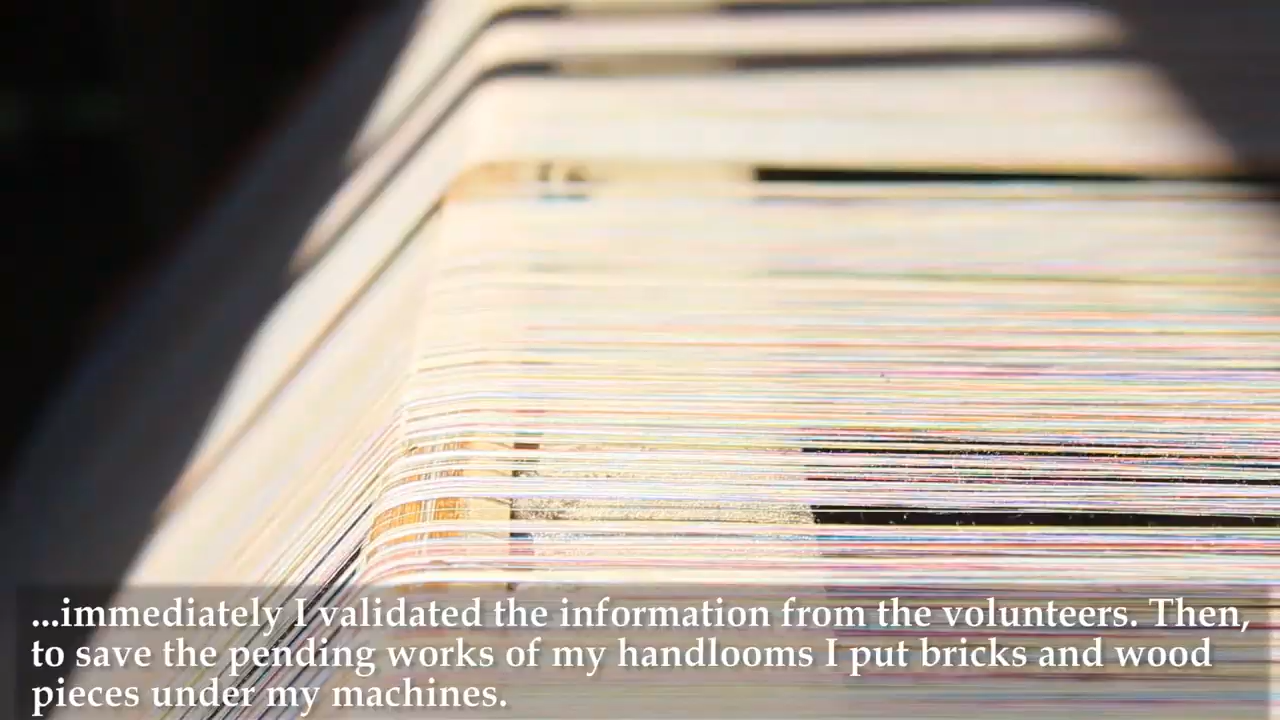 ...immediately I validated the information from the volunteers. Then,
to save the pending works of my handlooms I put bricks and wood
pieces under my machines.